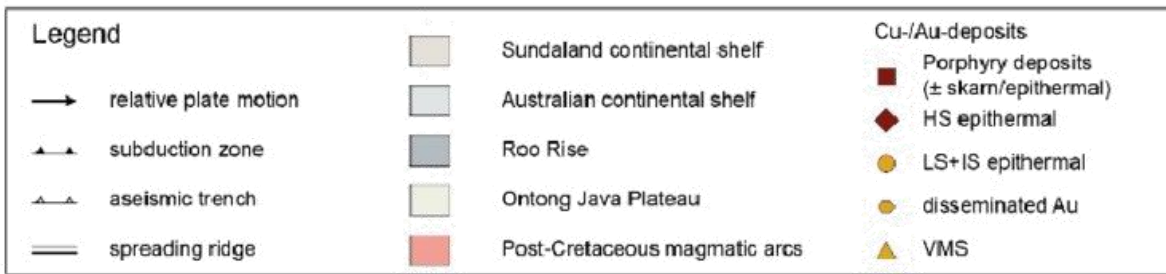 Legend
relative plate motion
subduction zone
aseismic trench
spreading ridge
Sundaland continental shelf
Australian continental shelf
Roo Rise
Ontong Java Plateau
Post-Cretaceous magmatic arcs
Cu-/Au-deposits
Porphyry deposits
(± skarn/epithermal)
HS epithermal
LS+IS epithermal
disseminated Au
VMS